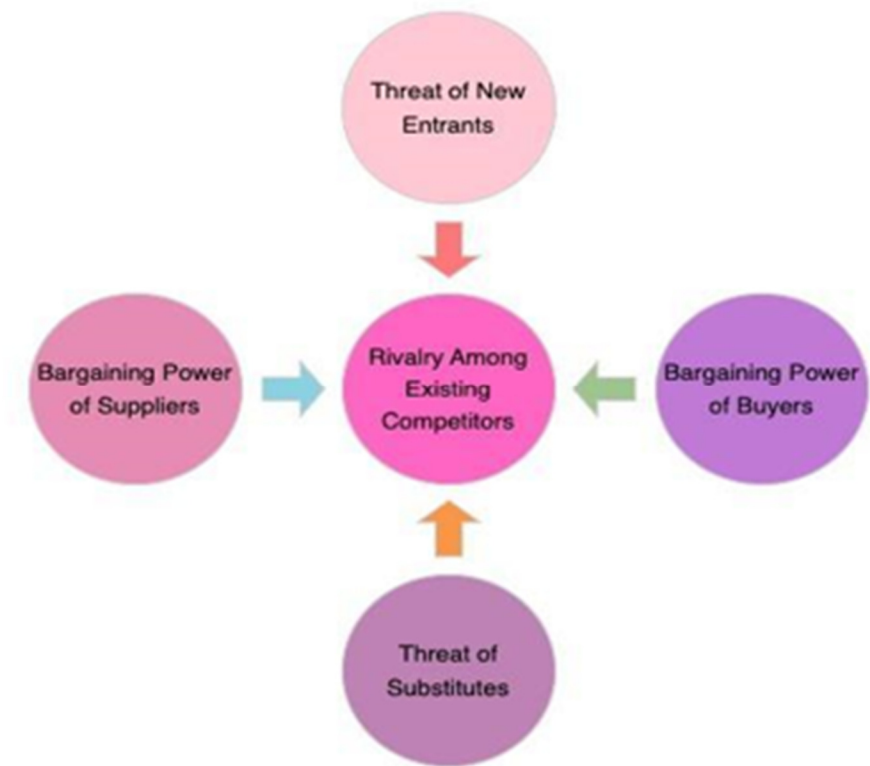 Threat of New
Entrants
Bargaining Power
of Suppliers
Rivalry Among
Existing
Competitors
Bargaining Power
of Buyers
Threat of
Substitutes